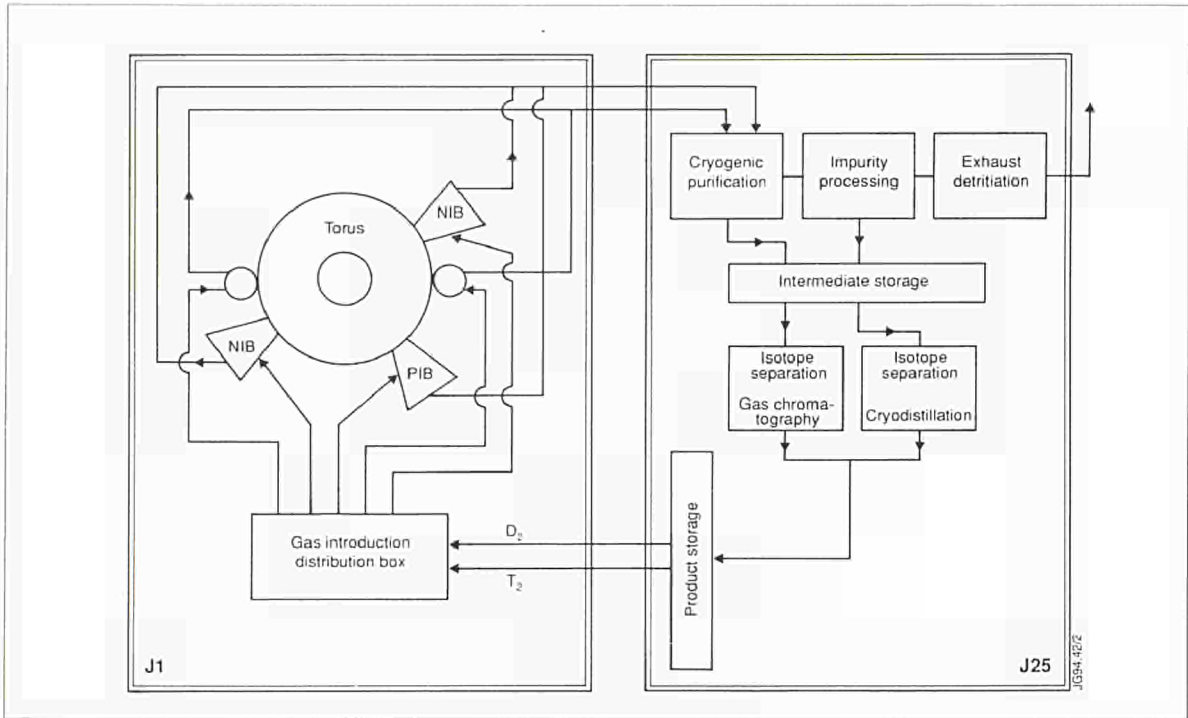 Torus
NIB
NIB
PIB
Gas introduction
distribution box
D₂
T₂
J1
Cryogenic
purification
Impurity
processing
Exhaust
detritiation
Intermediate storage
Isotope
separation
Gas chroma-
tography
Isotope
separation
Cryodistillation
Product storage
J25
JG94.42/2